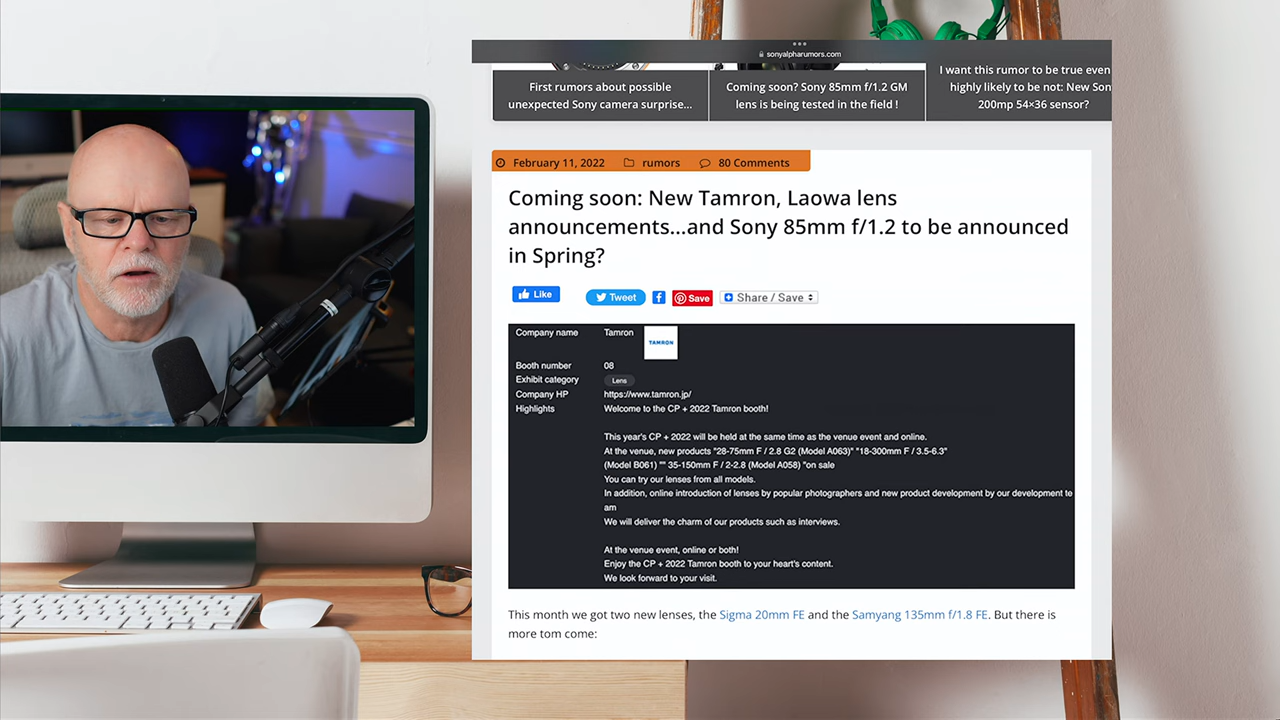 sonyalpharumors.com
First rumors about possible
unexpected Sony camera surprise...
Coming soon? Sony 85mm f/1.2 GM
lens is being tested in the field !
I want this rumor to be true even
highly likely to be not: New Son
200mp 54×36 sensor?
February 11, 2022 rumors 80 Comments
Coming soon: New Tamron, Laowa lens
announcements...and Sony 85mm f/1.2 to be announced
in Spring?
Like Tweet Save Share / Save
Company name Tamron TAMRON
Booth number 08
Exhibit category Lens
Company HP https://www.tamron.jp/
Highlights Welcome to the CP + 2022 Tamron booth!
This year's CP + 2022 will be held at the same time as the venue event and online.
At the venue, new products "28-75mm F / 2.8 G2 (Model A063)" "18-300mm F / 3.5-6.3"
(Model B061) "" 35-150mm F / 2-2.8 (Model A058) "on sale
You can try our lenses from all models.
In addition, online introduction of lenses by popular photographers and new product development by our development te
am
We will deliver the charm of our products such as interviews.
At the venue event, online or both!
Enjoy the CP + 2022 Tamron booth to your heart's content.
We look forward to your visit.
This month we got two new lenses, the Sigma 20mm FE and the Samyang 135mm f/1.8 FE. But there is
more tom come: